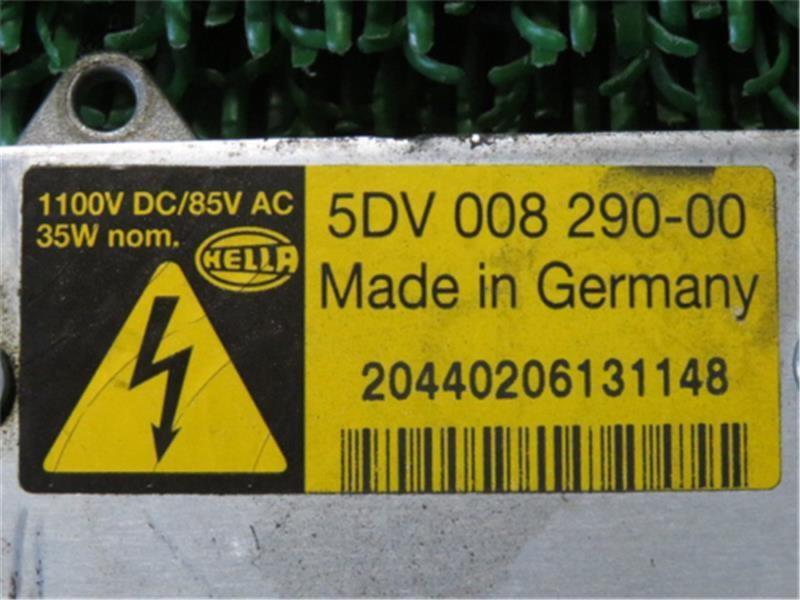 1100V DC/85V AC
35W nom.
HELLA
5DV 008 290-00
Made in Germany
20440206131148